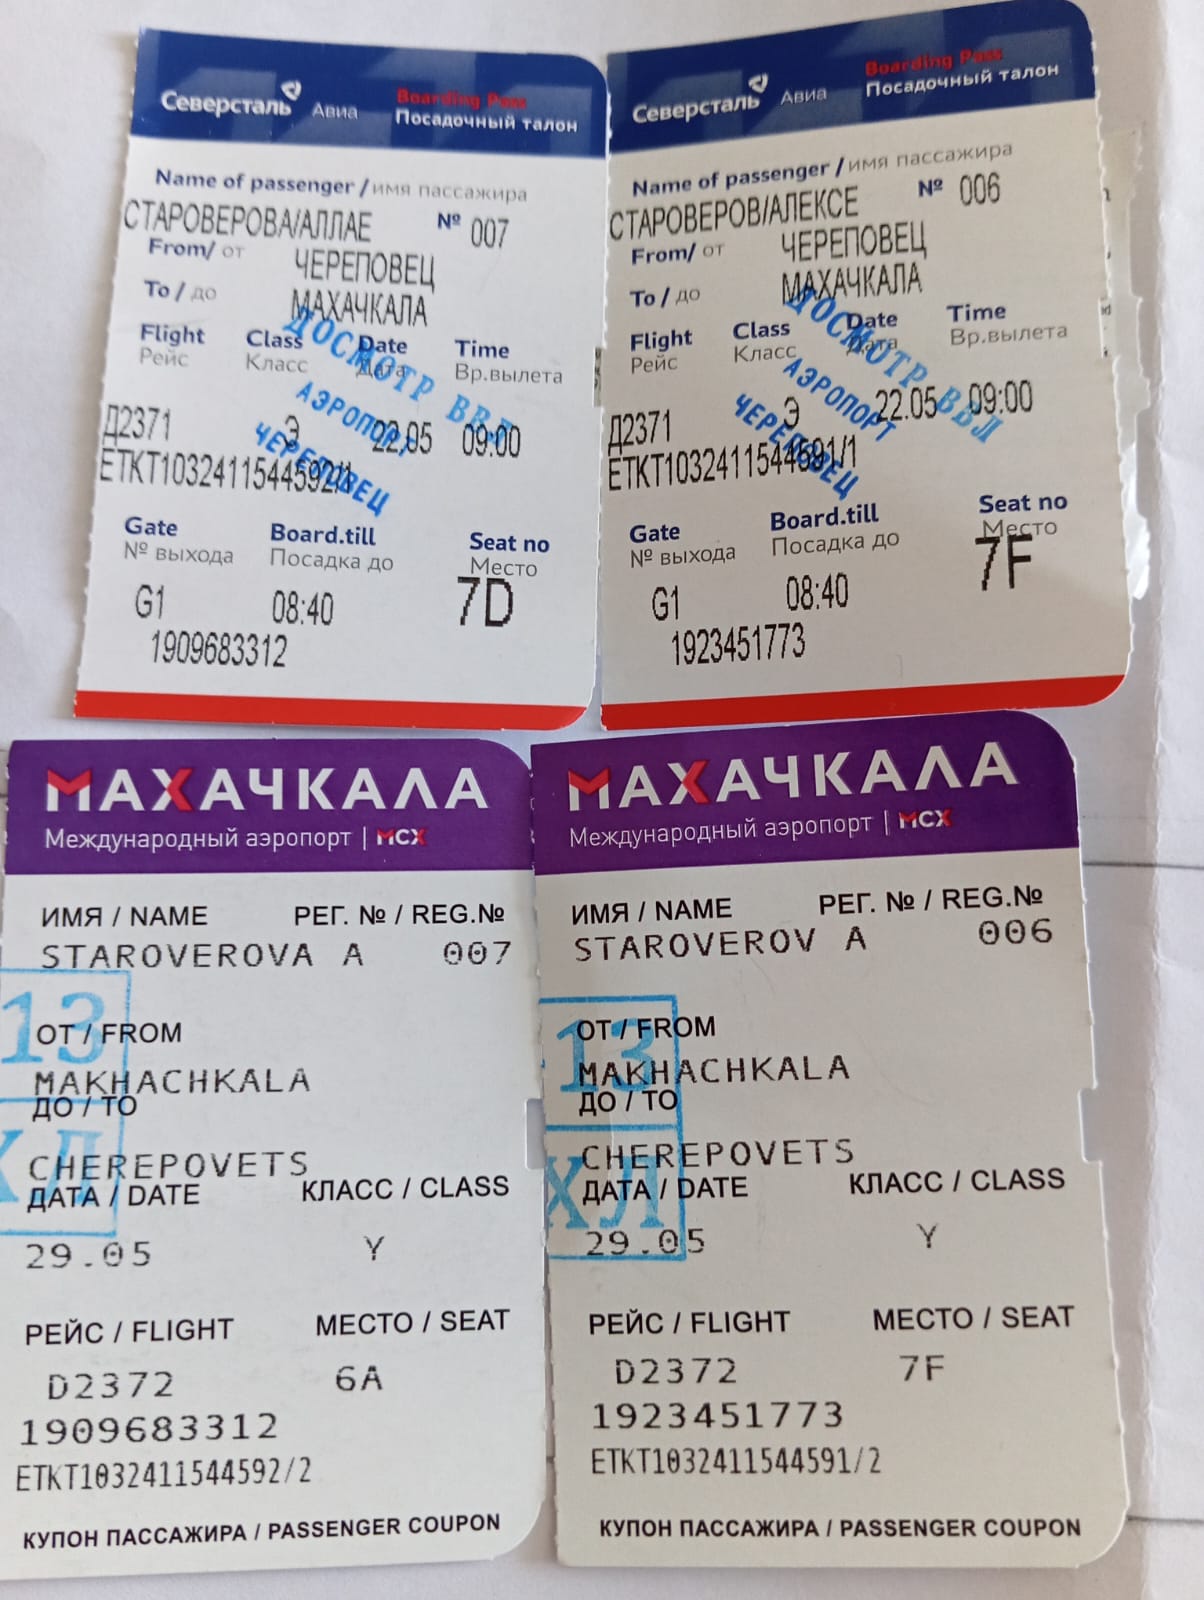 Северсталь Авиа Boarding Pass
Посадочный талон
Name of passenger / имя пассажира
СТАРОВЕРОВА/АЛЛАЕ № 007
From/ от ЧЕРЕПОВЕЦ
To / до МАХАЧКАЛА
Flight Class Date Time
Рейс Класс Дата Вр.вылета
Д2371 Э 22.05 09:00
ETKT1032411544592/1
ДОСМОТР ВВЛ
АЭРОПОРТ
ЧЕРЕПОВЕЦ
Gate Board.till Seat no
№ выхода Посадка до Место
G1 08:40 7D
1909683312
Северсталь Авиа Boarding Pass
Посадочный талон
Name of passenger / имя пассажира
СТАРОВЕРОВ/АЛЕКСЕ № 006
From/ от ЧЕРЕПОВЕЦ
To / до МАХАЧКАЛА
Flight Class Date Time
Рейс Класс Дата Вр.вылета
Д2371 Э 22.05 09:00
ETKT1032411544591/1
ДОСМОТР ВВЛ
АЭРОПОРТ
ЧЕРЕПОВЕЦ
Gate Board.till Seat no
№ выхода Посадка до Место
G1 08:40 7F
1923451773
МАХАЧКАЛА
Международный аэропорт | MCX
ИМЯ / NAME РЕГ. № / REG.№
STAROVEROVA A 007
13
ОТ / FROM
MAKHACHKALA
ДО / TO
ХЛ
CHEREPOVETS
ДАТА / DATE КЛАСС / CLASS
29.05 Y
РЕЙС / FLIGHT МЕСТО / SEAT
D2372 6A
1909683312
ETKT1032411544592/2
КУПОН ПАССАЖИРА / PASSENGER COUPON
МАХАЧКАЛА
Международный аэропорт | MCX
ИМЯ / NAME РЕГ. № / REG.№
STAROVEROV A 006
13
ОТ / FROM
MAKHACHKALA
ДО / TO
ХЛ
CHEREPOVETS
ДАТА / DATE КЛАСС / CLASS
29.05 Y
РЕЙС / FLIGHT МЕСТО / SEAT
D2372 7F
1923451773
ETKT1032411544591/2
КУПОН ПАССАЖИРА / PASSENGER COUPON